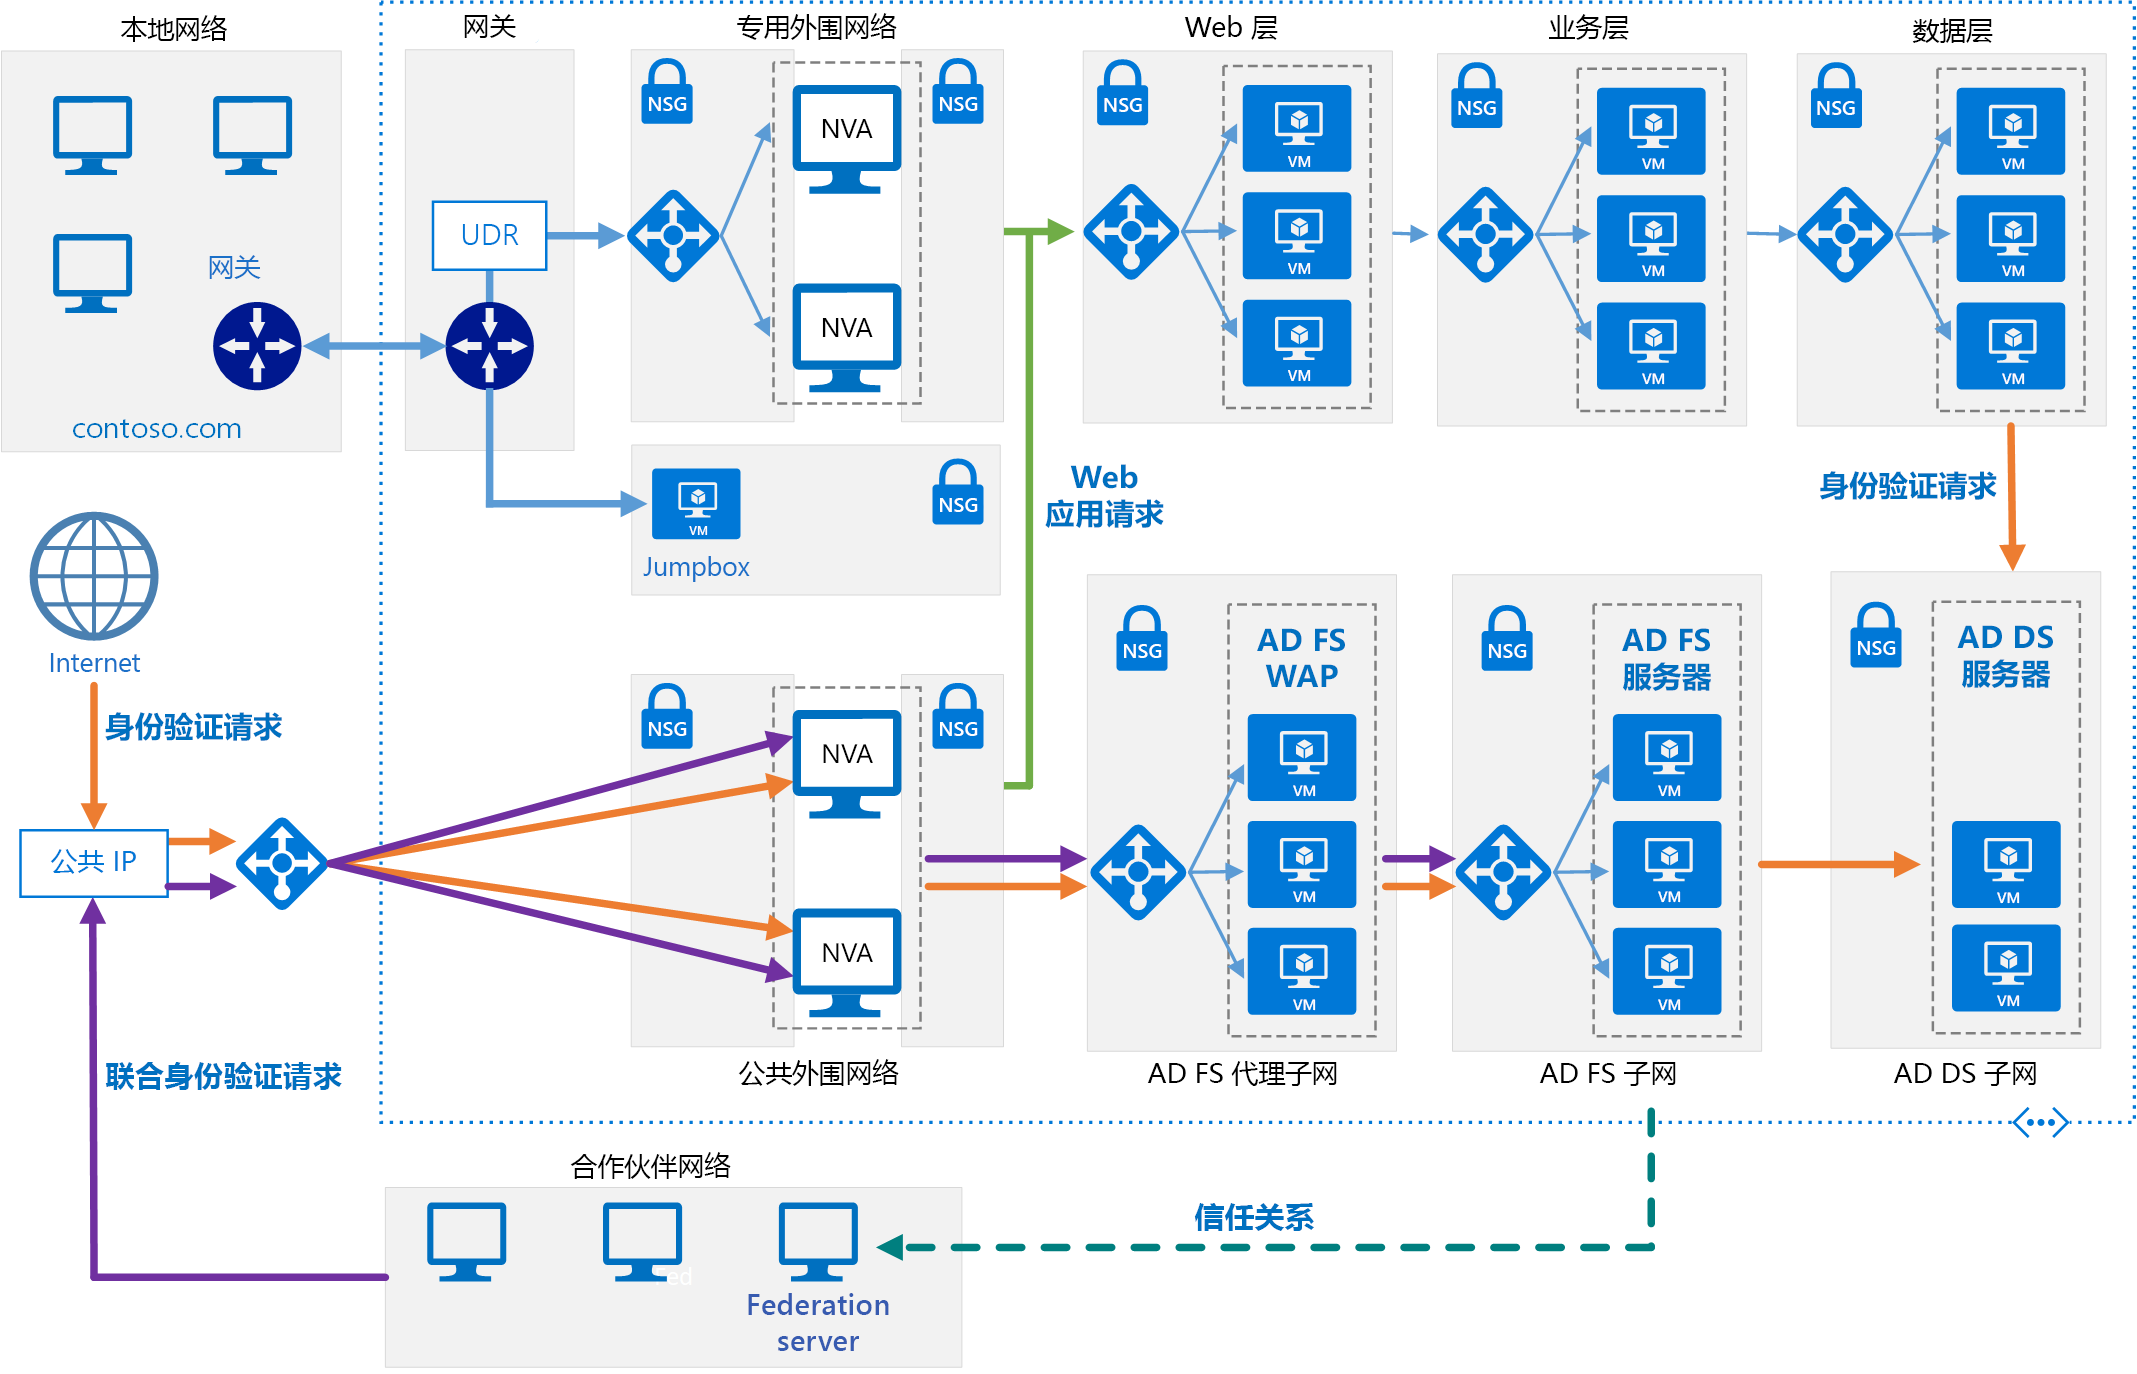 本地网络
网关
专用外围网络
Web 层
业务层
数据层
NSG
NVA
NSG
NSG
VM
NSG
VM
NSG
VM
UDR
VM
VM
VM
网关
NVA
VM
VM
VM
contoso.com
Web
应用请求
身份验证请求
VM
NSG
Jumpbox
Internet
身份验证请求
NSG
NVA
NSG
NSG
AD FS
WAP
NSG
AD FS
服务器
NSG
AD DS
服务器
VM
VM
公共 IP
VM
VM
VM
NVA
VM
VM
VM
公共外围网络
AD FS 代理子网
AD FS 子网
AD DS 子网
联合身份验证请求
合作伙伴网络
信任关系
Fed
Federation
server